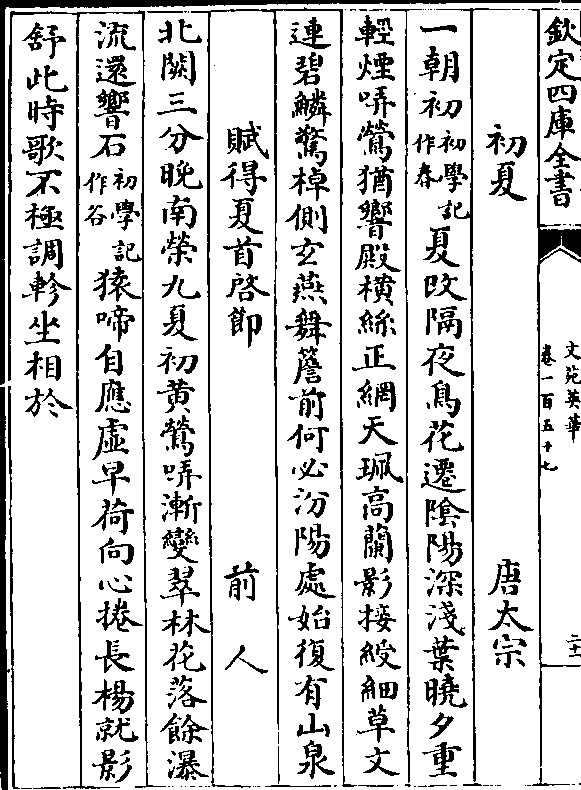 欽定四庫全書
文苑英華
卷一百五十七
二十二
初夏 唐太宗
一朝初初學記作春夏改隔夜鳥花遷隂陽深淺葉曉夕重
輕煙哢鶯猶響殿橫絲正網天珮高蘭影接綬細草文
連碧鱗驚棹側玄燕舞簷前何必汾陽處始復有山泉
賦得夏首啓節 前人
北闕三分晚南榮九夏初黄鶯哢漸變翠林花落餘瀑
流還響石初學記作谷猿啼自應虛早荷向心捲長楊就影
舒此時歌不極調軫坐相於